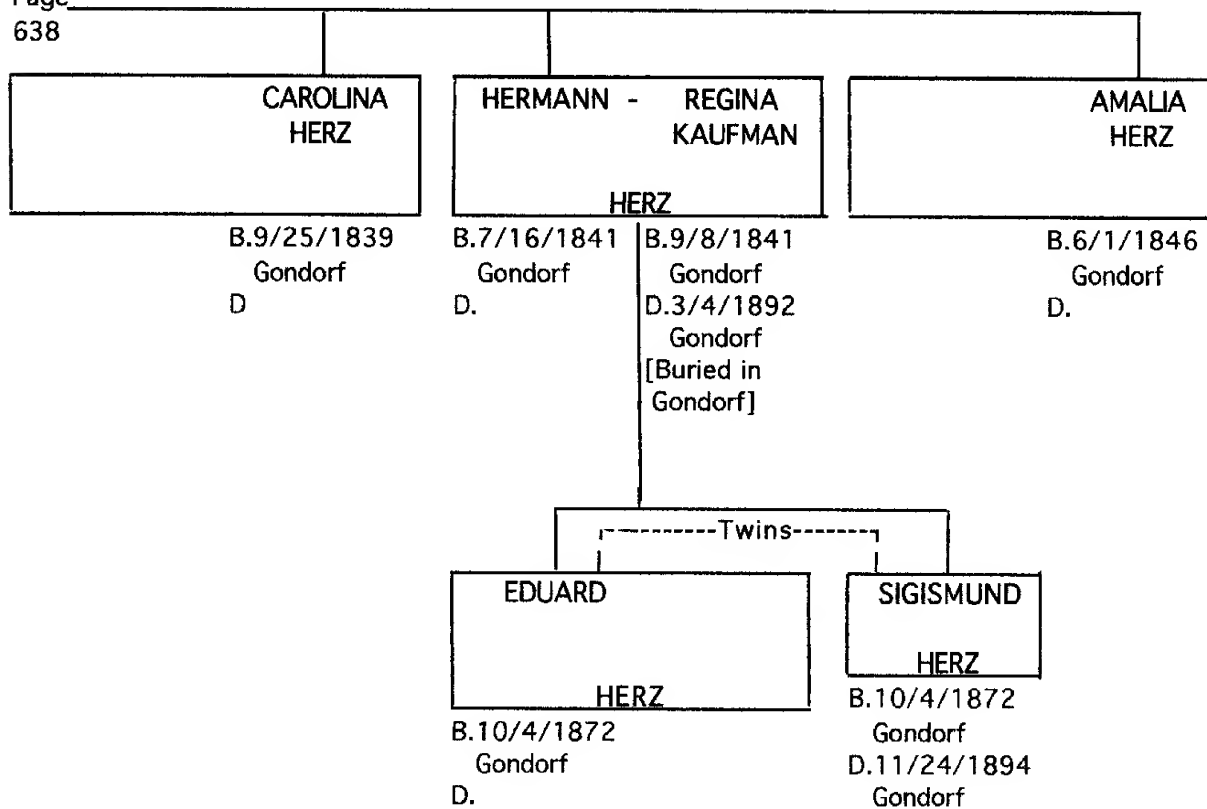 Page
638
CAROLINA
HERZ
HERMANN - REGINA
KAUFMAN
HERZ
AMALIA
HERZ
B.9/25/1839
Gondorf
D
B.7/16/1841
Gondorf
D.
B.9/8/1841
Gondorf
D.3/4/1892
Gondorf
[Buried in
Gondorf]
B.6/1/1846
Gondorf
D.
Twins
EDUARD
HERZ
SIGISMUND
HERZ
B.10/4/1872
Gondorf
D.
B.10/4/1872
Gondorf
D.11/24/1894
Gondorf